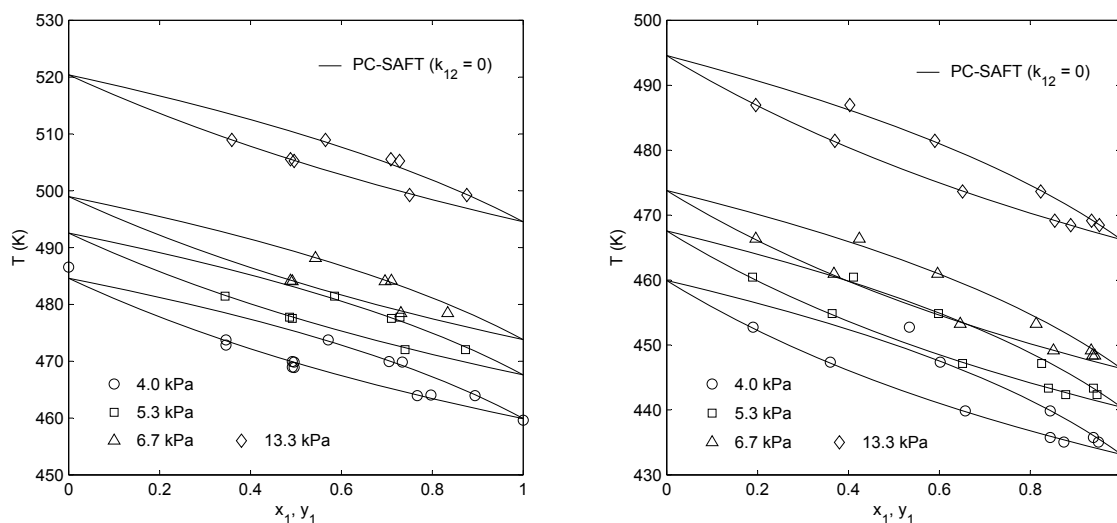 530
520
510
500
490
480
470
460
450
T (K)
0
0.2
0.4
0.6
0.8
1
x1, y1
PC-SAFT (k12 = 0)
4.0 kPa
5.3 kPa
6.7 kPa
13.3 kPa
500
490
480
470
460
450
440
430
T (K)
0
0.2
0.4
0.6
0.8
x1, y1
PC-SAFT (k12 = 0)
4.0 kPa
5.3 kPa
6.7 kPa
13.3 kPa